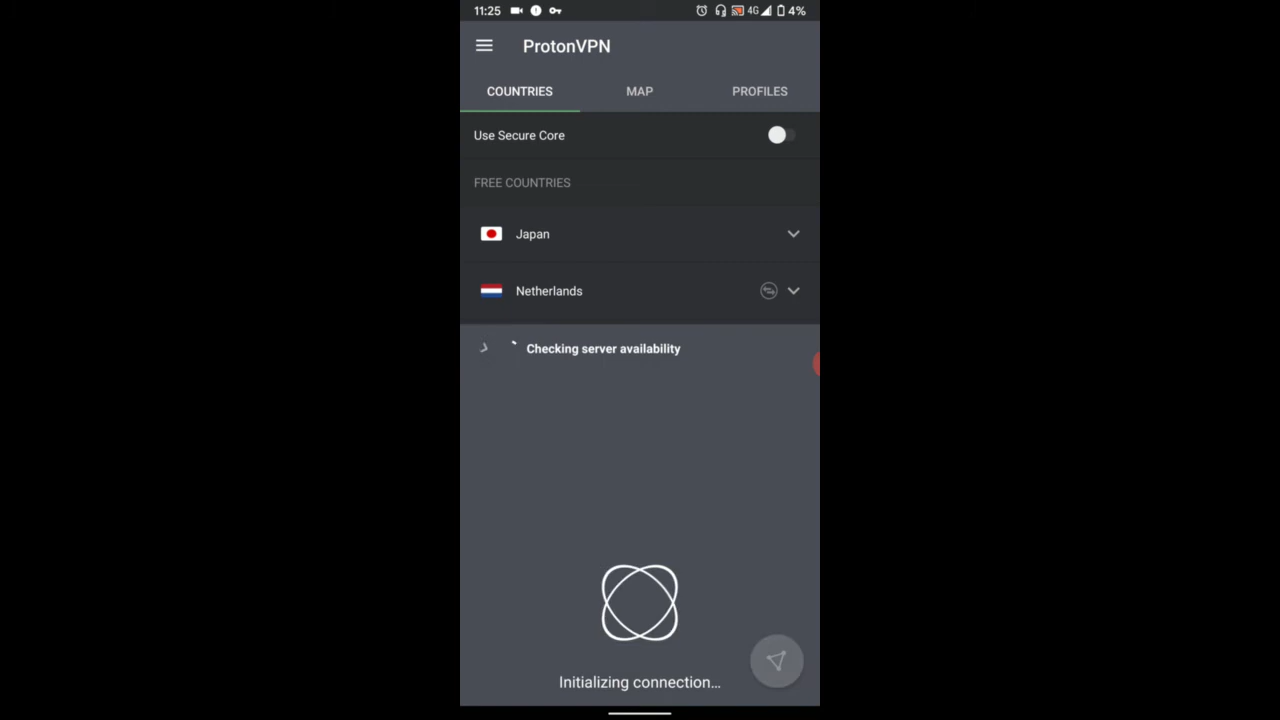 11:25 4G 4%
ProtonVPN
COUNTRIES MAP PROFILES
Use Secure Core
FREE COUNTRIES
Japan
Netherlands
Checking server availability
Initializing connection...